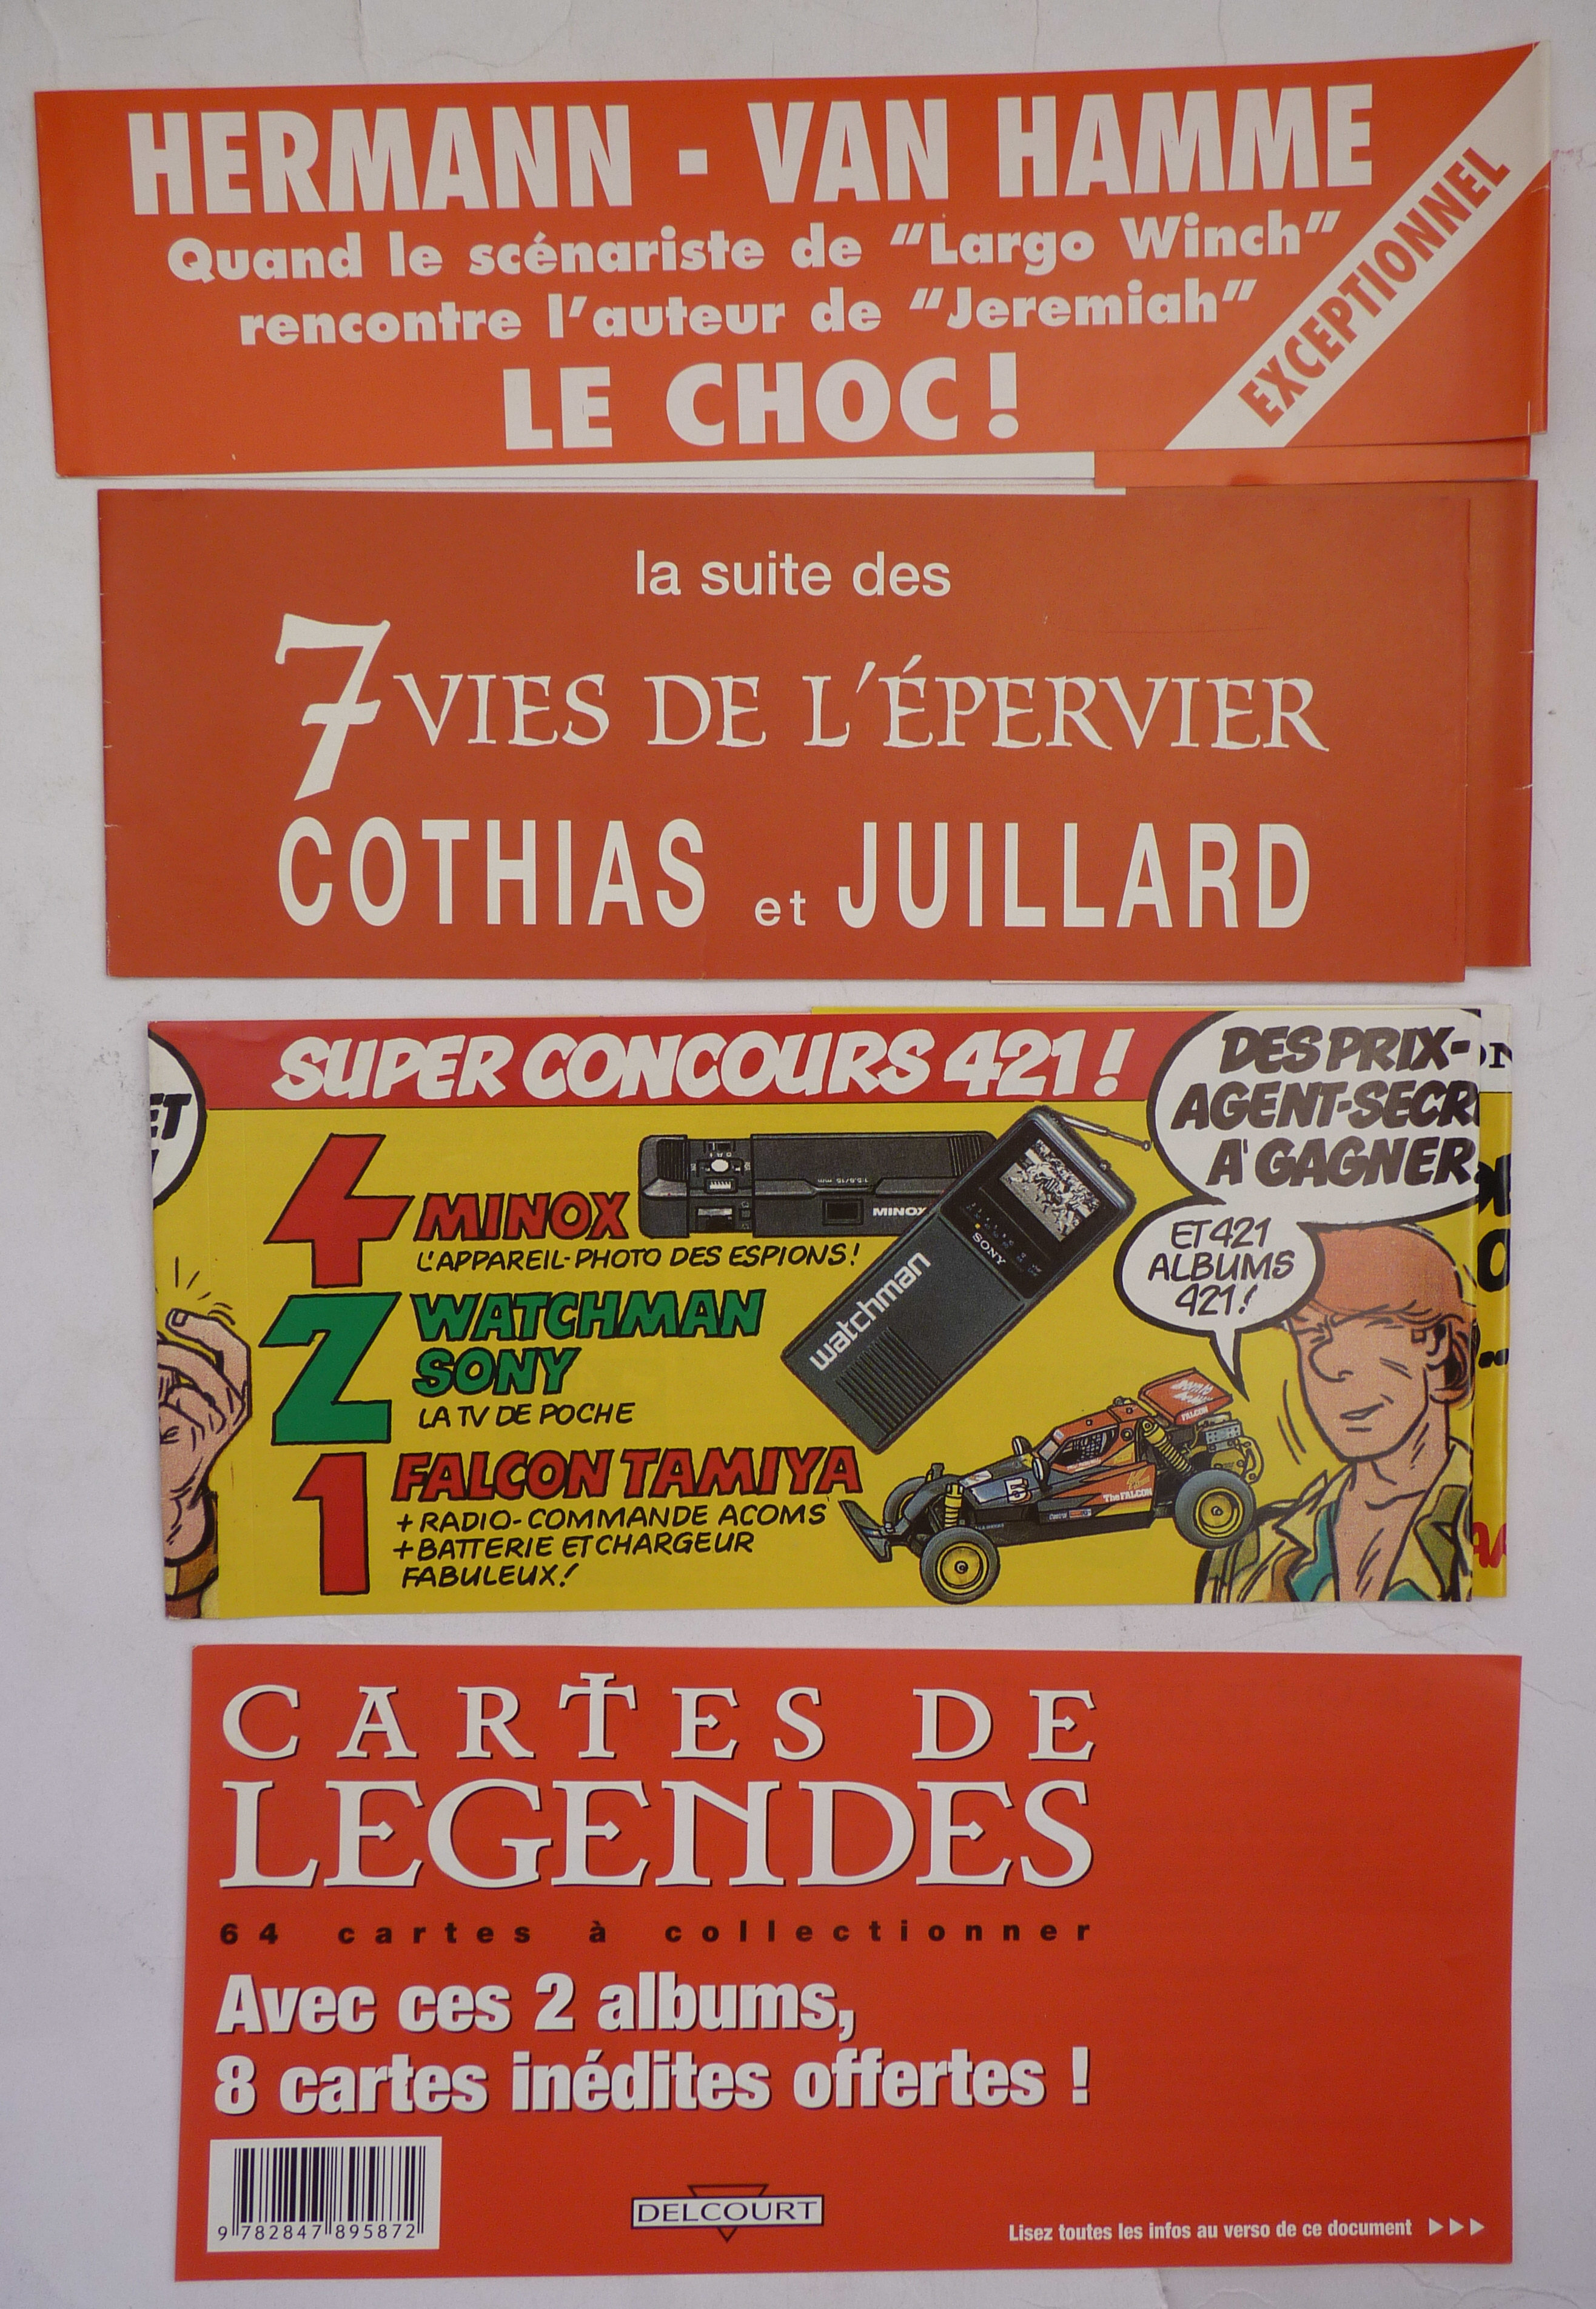 HERMANN - VAN HAMME
Quand le scénariste de "Largo Winch"
rencontre l'auteur de "Jeremiah"
LE CHOC !
EXCEPTIONNEL
la suite des
7 VIES DE L'ÉPERVIER
COTHIAS et JUILLARD
SUPER CONCOURS 421 !
DES PRIX-
AGENT-SECR
A' GAGNER
ET 421
ALBUMS
421 !
ET
4 MINOX
L'APPAREIL-PHOTO DES ESPIONS !
MINOX
2 WATCHMAN
SONY
LA TV DE POCHE
SONY
watchman
1 FALCON TAMIYA
+ RADIO-COMMANDE ACOMS
+ BATTERIE ET CHARGEUR
FABULEUX !
FALCON
The FALCON
5
CARTES DE
LEGENDES
64 cartes à collectionner
Avec ces 2 albums,
8 cartes inédites offertes !
9 782847 895872
DELCOURT
Lisez toutes les infos au verso de ce document